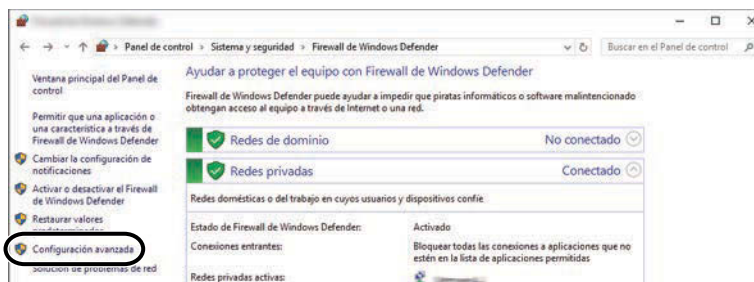 Panel de control > Sistema y seguridad > Firewall de Windows Defender
Buscar en el Panel de control
Ventana principal del Panel de
control
Permitir que una aplicación o
una característica a través de
Firewall de Windows Defender
Cambiar la configuración de
notificaciones
Activar o desactivar el Firewall
de Windows Defender
Restaurar valores
Configuración avanzada
Solución de problemas de red
Ayudar a proteger el equipo con Firewall de Windows Defender
Firewall de Windows Defender puede ayudar a impedir que piratas informáticos o software malintencionado
obtengan acceso al equipo a través de Internet o una red.
Redes de dominio No conectado
Redes privadas Conectado
Redes domésticas o del trabajo en cuyos usuarios y dispositivos confíe
Estado de Firewall de Windows Defender: Activado
Conexiones entrantes: Bloquear todas las conexiones a aplicaciones que no
estén en la lista de aplicaciones permitidas
Redes privadas activas: